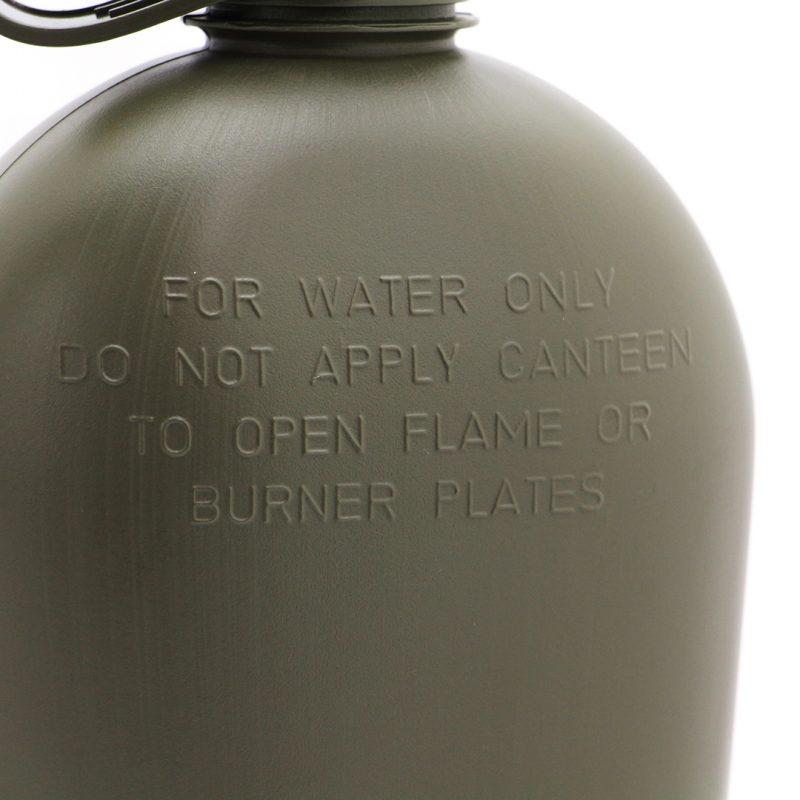 FOR WATER ONLY
DO NOT APPLY CANTEEN
TO OPEN FLAME OR
BURNER PLATES